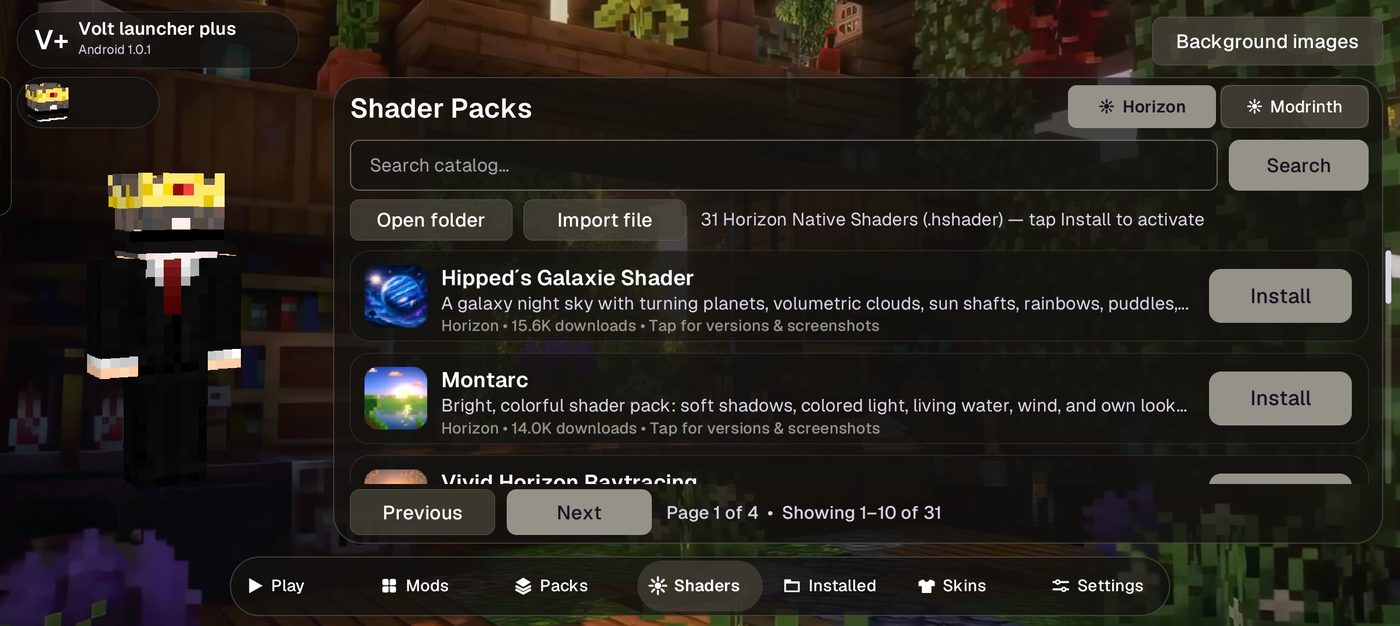 V+ Volt launcher plus
Android 1.0.1
Background images
Shader Packs
Horizon
Modrinth
Search catalog...
Search
Open folder
Import file
31 Horizon Native Shaders (.hshader) — tap Install to activate
Hipped´s Galaxie Shader
A galaxy night sky with turning planets, volumetric clouds, sun shafts, rainbows, puddles,...
Horizon • 15.6K downloads • Tap for versions & screenshots
Install
Montarc
Bright, colorful shader pack: soft shadows, colored light, living water, wind, and own look...
Horizon • 14.0K downloads • Tap for versions & screenshots
Install
Vivid Horizon Raytracing
Previous
Next
Page 1 of 4 • Showing 1–10 of 31
Play
Mods
Packs
Shaders
Installed
Skins
Settings